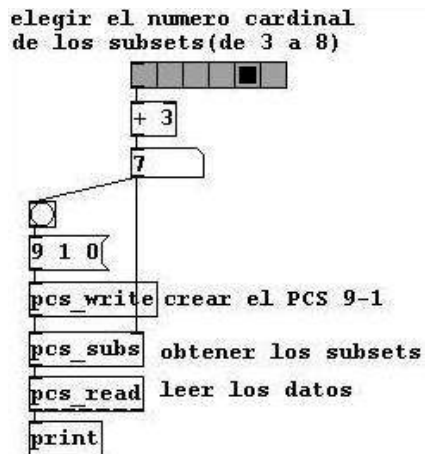 elegir el numero cardinal
de los subsets(de 3 a 8)
+ 3
7
9 1 0
pcs_write crear el PCS 9-1
pcs_subs obtener los subsets
pcs_read leer los datos
print